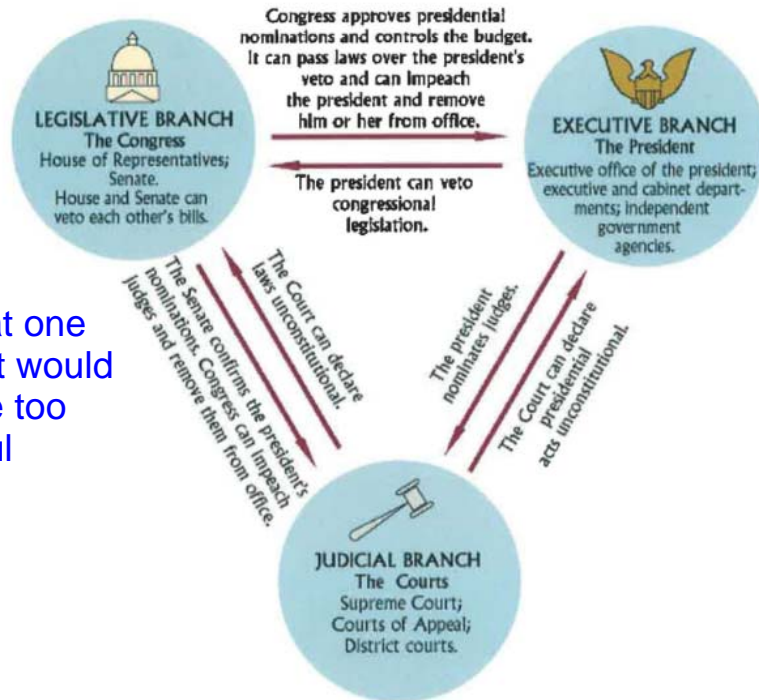 Congress approves presidential
nominations and controls the budget.
It can pass laws over the president's
veto and can impeach
the president and remove
him or her from office.
LEGISLATIVE BRANCH
The Congress
House of Representatives;
Senate.
House and Senate can
veto each other's bills.
EXECUTIVE BRANCH
The President
Executive office of the president;
executive and cabinet depart-
ments; independent
government
agencies.
The president can veto
congressional
legislation.
at one
t would
e too
ul
The Senate confirms the president's
nominations. Congress can impeach
judges and remove them from office.
The Court can declare
laws unconstitutional.
The president
nominates judges.
The Court can declare
presidential
acts unconstitutional.
JUDICIAL BRANCH
The Courts
Supreme Court;
Courts of Appeal;
District courts.